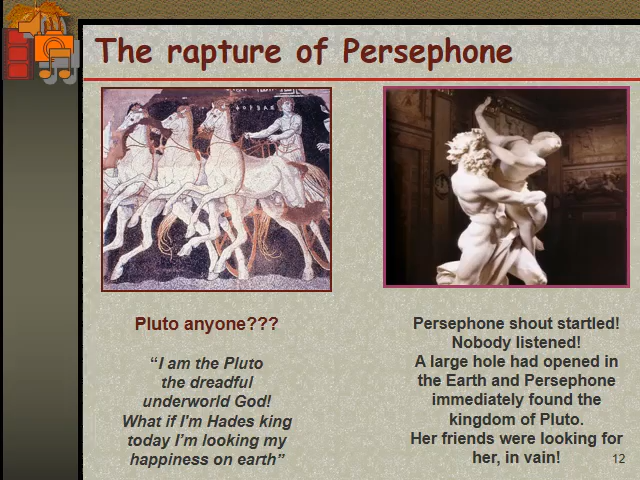 The rapture of Persephone
Pluto anyone???
“I am the Pluto
the dreadful
underworld God!
What if I'm Hades king
today I’m looking my
happiness on earth”
Persephone shout startled!
Nobody listened!
A large hole had opened in
the Earth and Persephone
immediately found the
kingdom of Pluto.
Her friends were looking for
her, in vain!
12